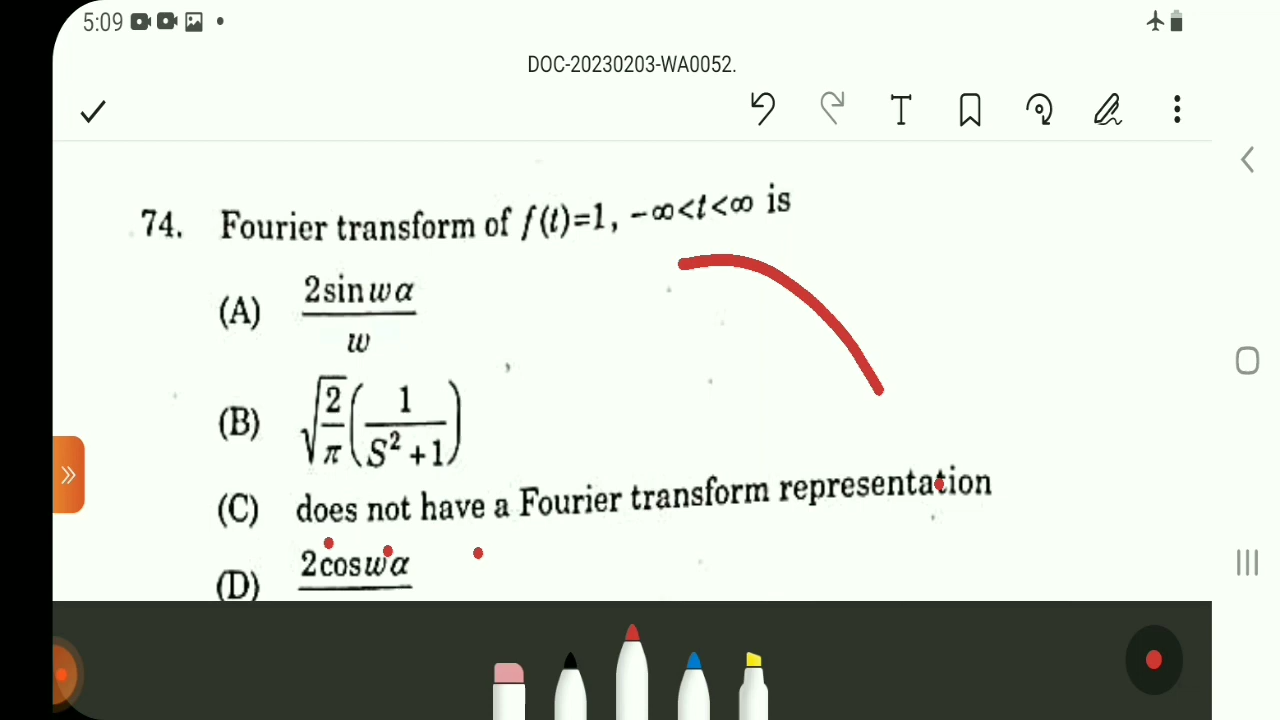 5:09
DOC-20230203-WA0052.
T
74. Fourier transform of f(t)=1, -∞<t<∞ is
(A) 2sinwα / w
(B) √(2/π) (1/(S²+1))
(C) does not have a Fourier transform representation
(D) 2coswα